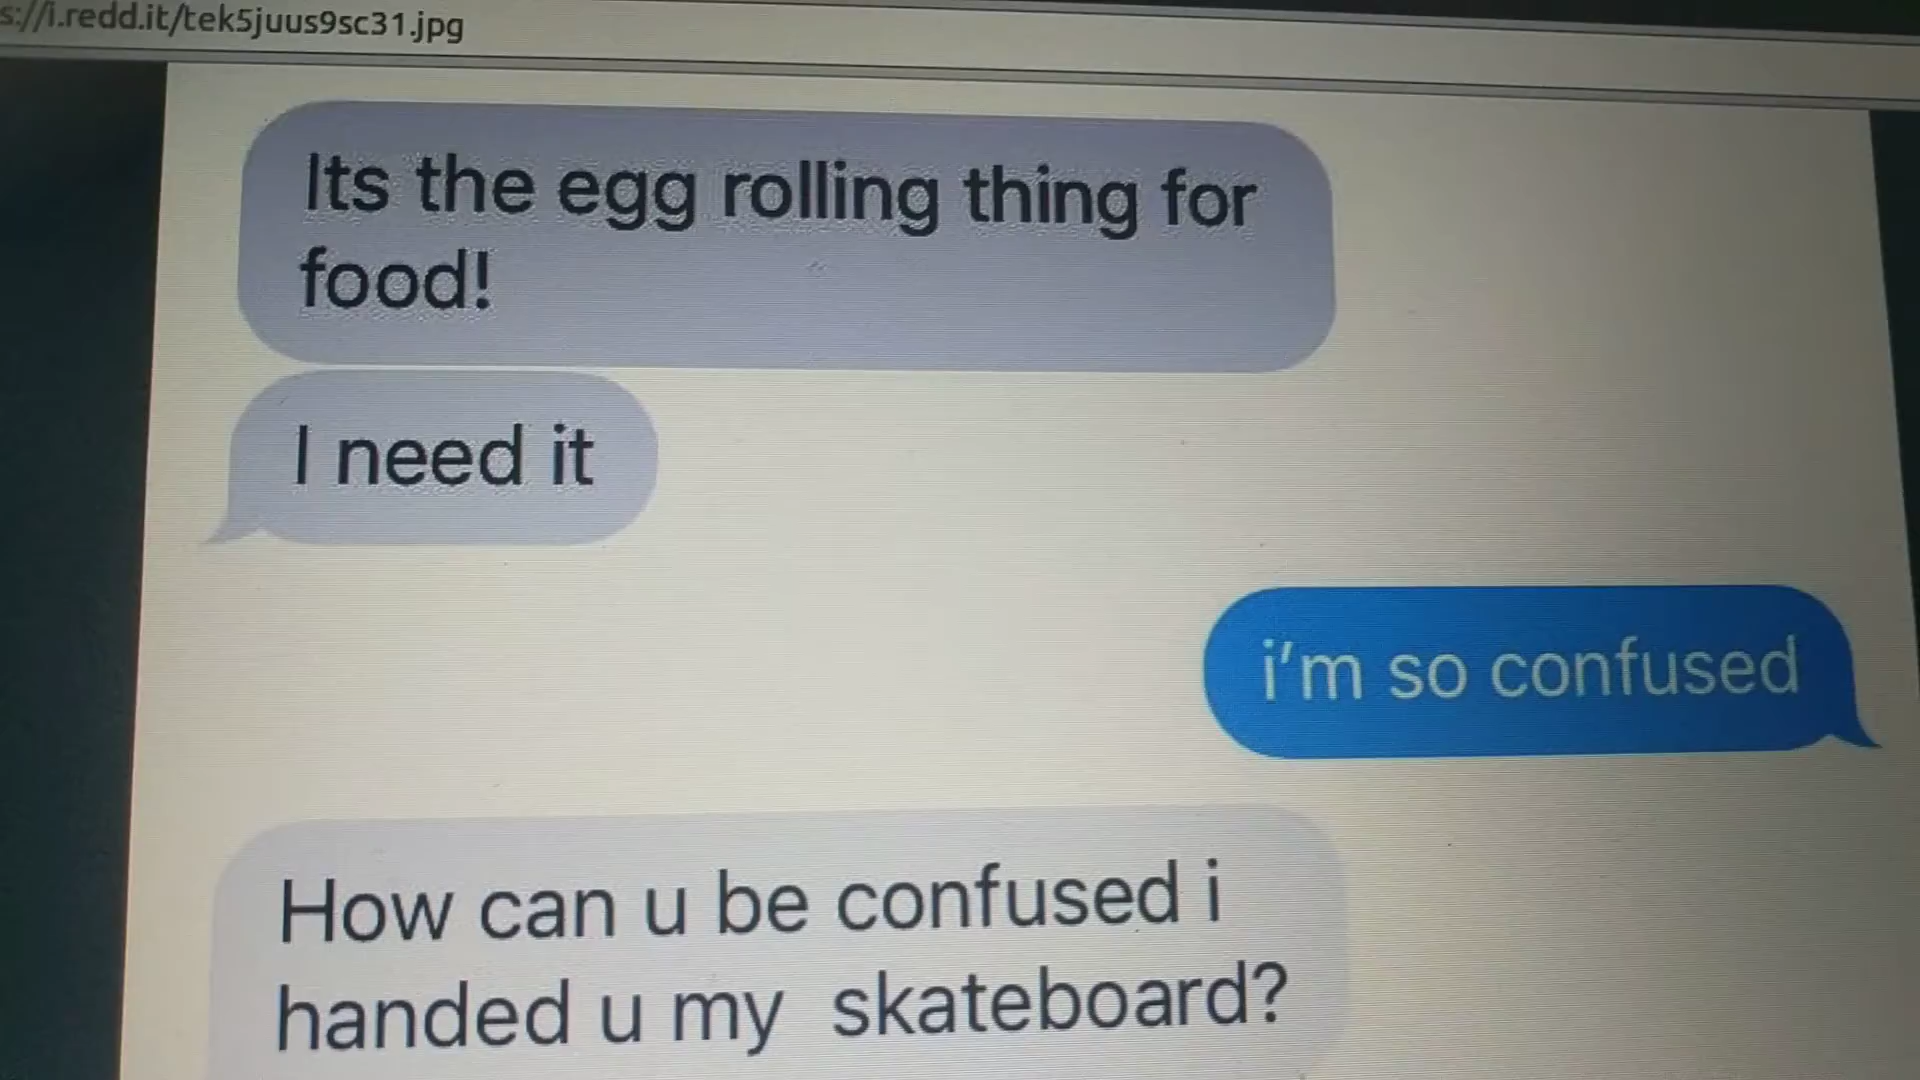 s://i.redd.it/tek5juus9sc31.jpg
Its the egg rolling thing for
food!
I need it
i'm so confused
How can u be confused i
handed u my skateboard?